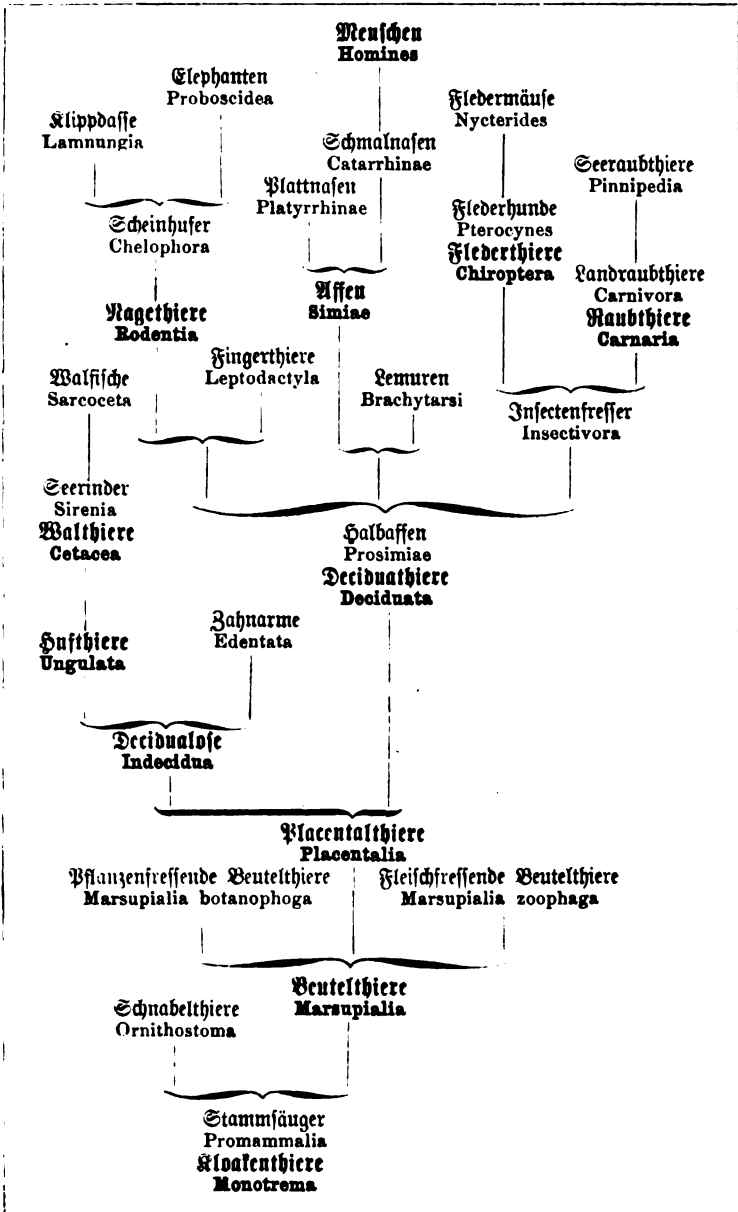 Menschen
Homines
Elephanten
Proboscidea
Fledermäuse
Nycterides
Klippdasse
Lamnungia
Schmalnasen
Catarrhinae
Seeraubthiere
Pinnipedia
Plattnasen
Platyrrhinae
Flederhunde
Pterocynes
Flederthiere
Chiroptera
Scheinhufer
Chelophora
Landraubthiere
Carnivora
Raubthiere
Carnaria
Affen
Simiae
Nagethiere
Rodentia
Fingerthiere
Leptodactyla
Walfische
Sarcoceta
Lemuren
Brachytarsi
Insectenfresser
Insectivora
Seerinder
Sirenia
Walthiere
Cetacea
Halbaffen
Prosimiae
Deciduathiere
Deciduata
Zahnarme
Edentata
Hufthiere
Ungulata
Decidualose
Indecidua
Placentalthiere
Placentalia
Pflanzenfressende Beutelthiere
Marsupialia botanophoga
Fleischfressende Beutelthiere
Marsupialia zoophaga
Beutelthiere
Marsupialia
Schnabelthiere
Ornithostoma
Stammsäuger
Promammalia
Kloakenthiere
Monotrema